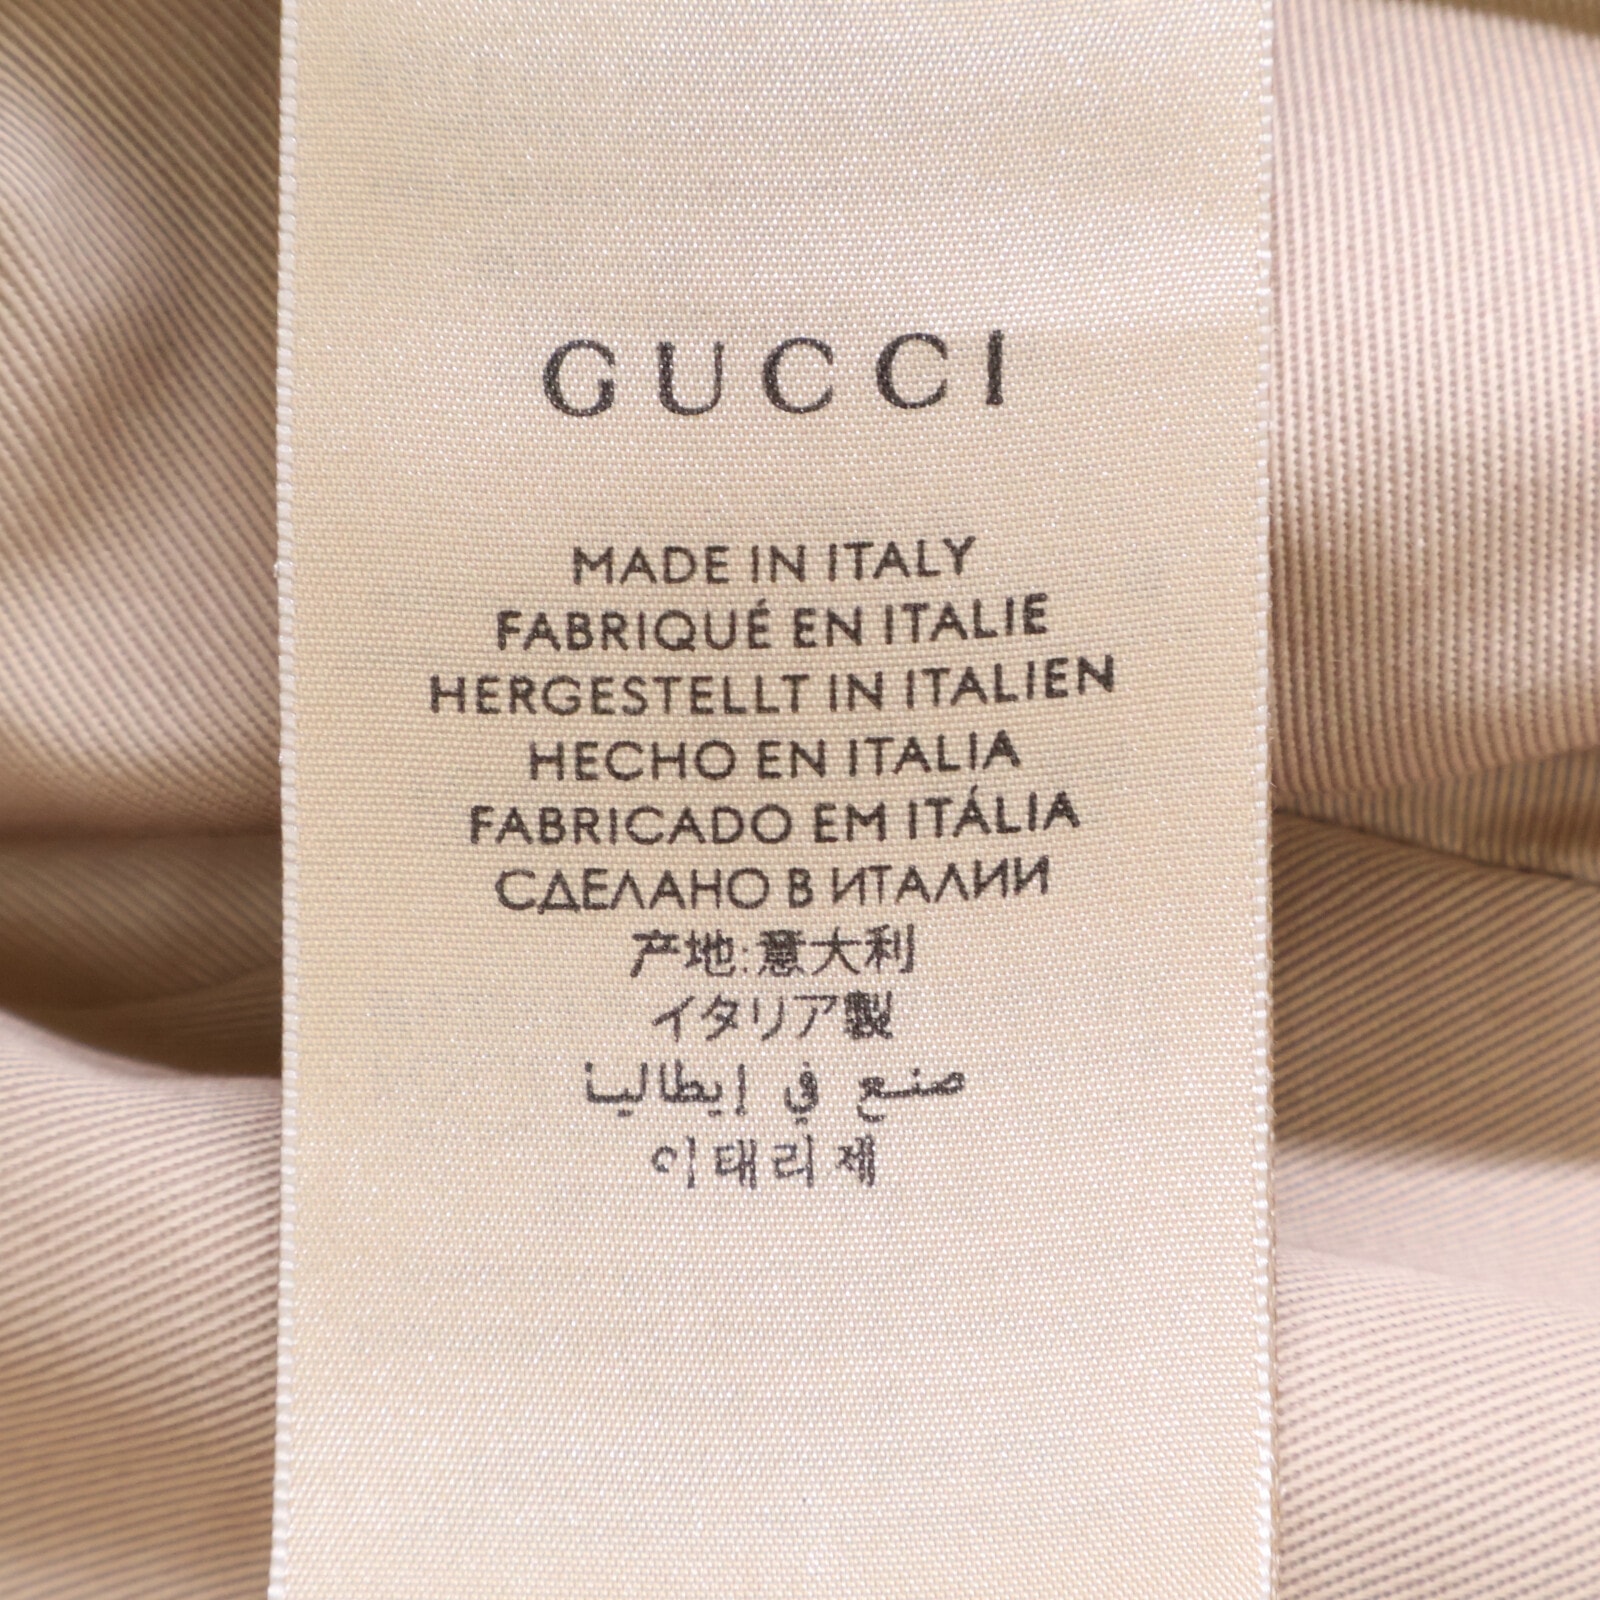 GUCCI
MADE IN ITALY
FABRIQUÉ EN ITALIE
HERGESTELLT IN ITALIEN
HECHO EN ITALIA
FABRICADO EM ITÁLIA
СДЕЛАНО В ИТАЛИИ
产地:意大利
イタリア製
صنع في إيطاليا
이태리제